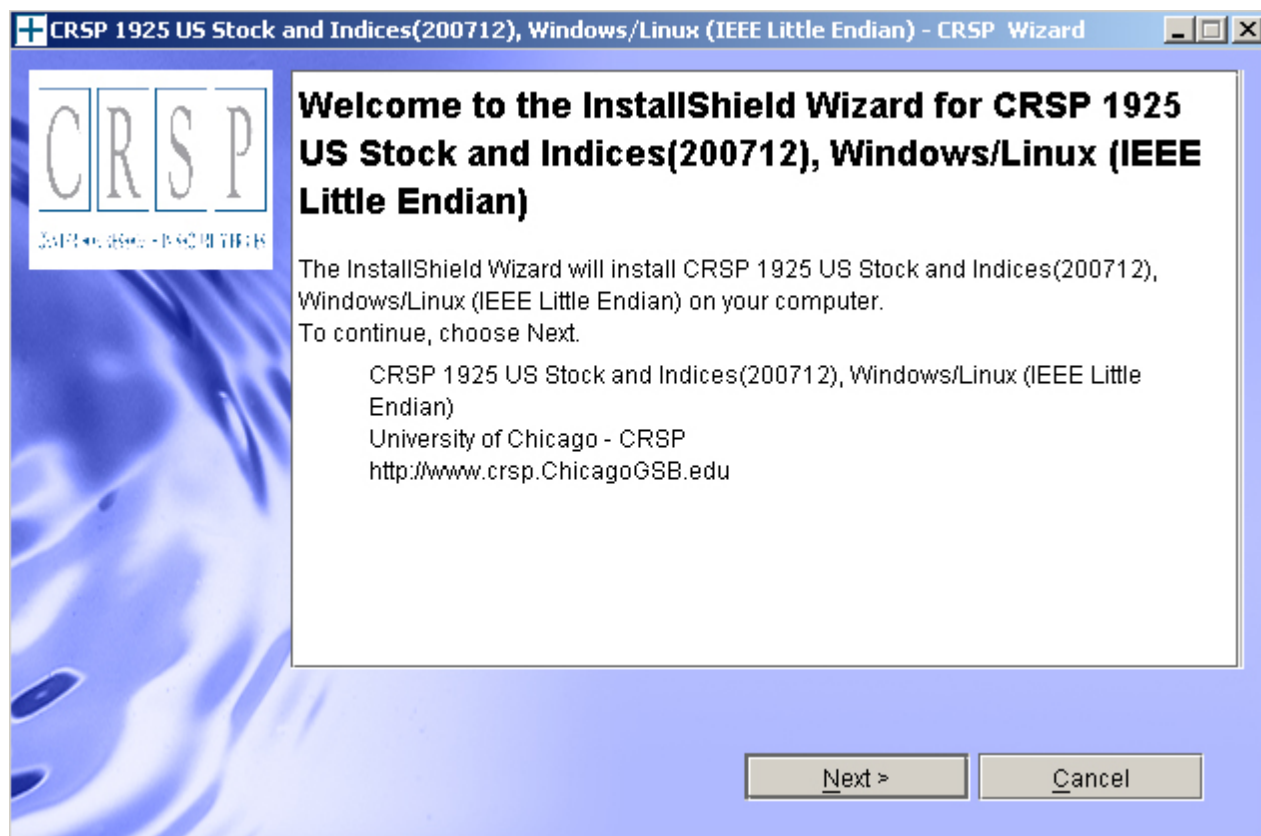 CRSP 1925 US Stock and Indices(200712), Windows/Linux (IEEE Little Endian) - CRSP Wizard
CRSP
Welcome to the InstallShield Wizard for CRSP 1925
US Stock and Indices(200712), Windows/Linux (IEEE
Little Endian)
The InstallShield Wizard will install CRSP 1925 US Stock and Indices(200712),
Windows/Linux (IEEE Little Endian) on your computer.
To continue, choose Next.
CRSP 1925 US Stock and Indices(200712), Windows/Linux (IEEE Little
Endian)
University of Chicago - CRSP
http://www.crsp.ChicagoGSB.edu
Next >
Cancel